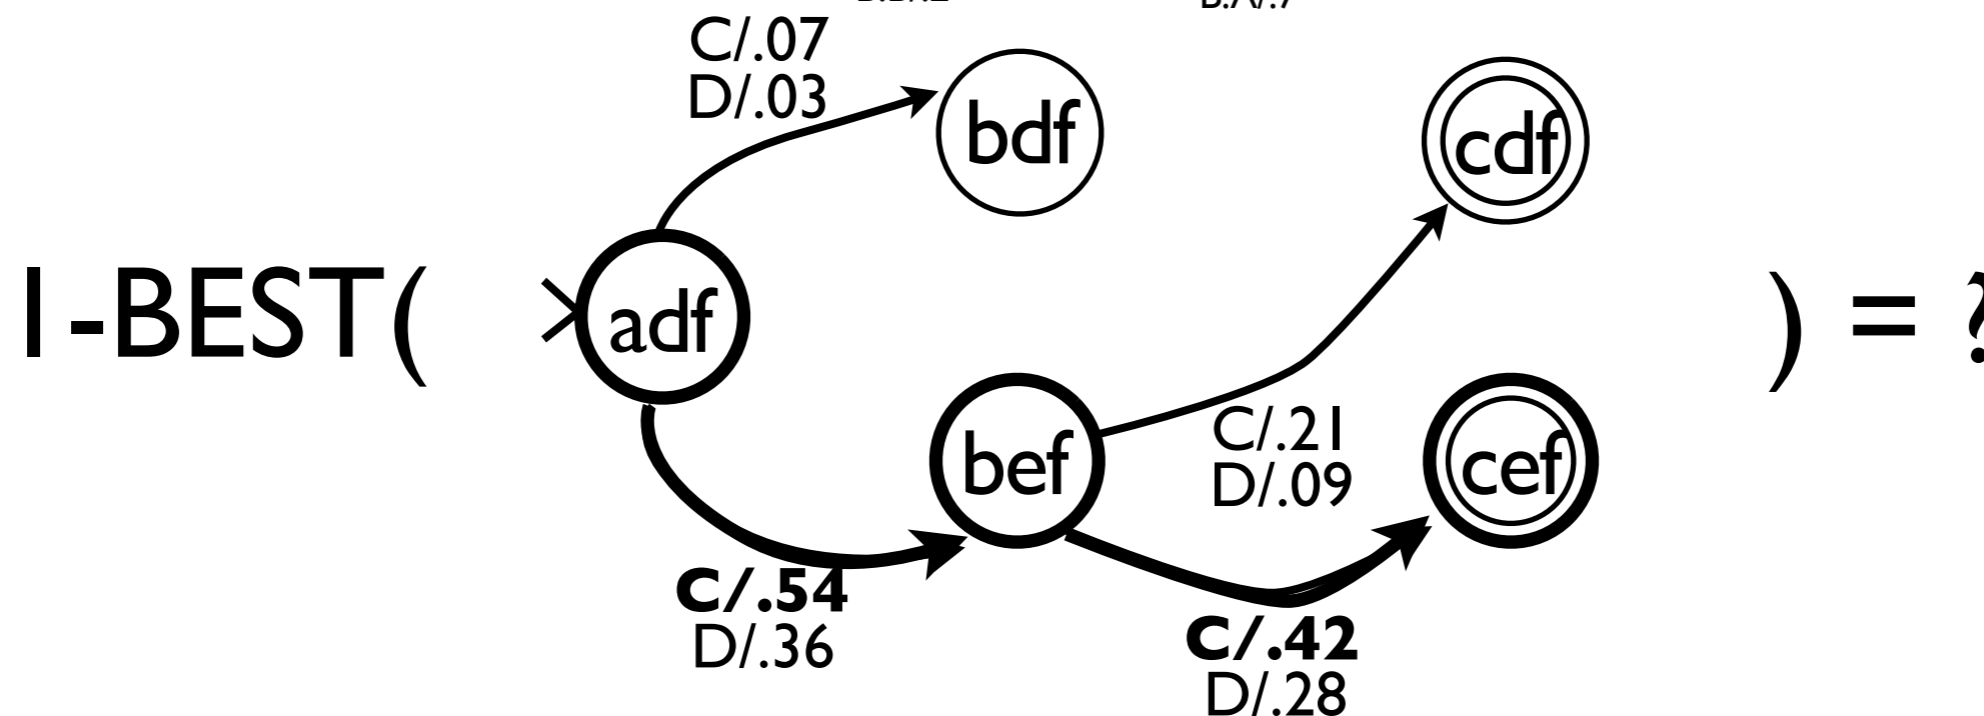 C/.07
D/.03
bdf
cdf
1-BEST(
adf
) = ?
bef
C/.21
D/.09
cef
C/.54
D/.36
C/.42
D/.28